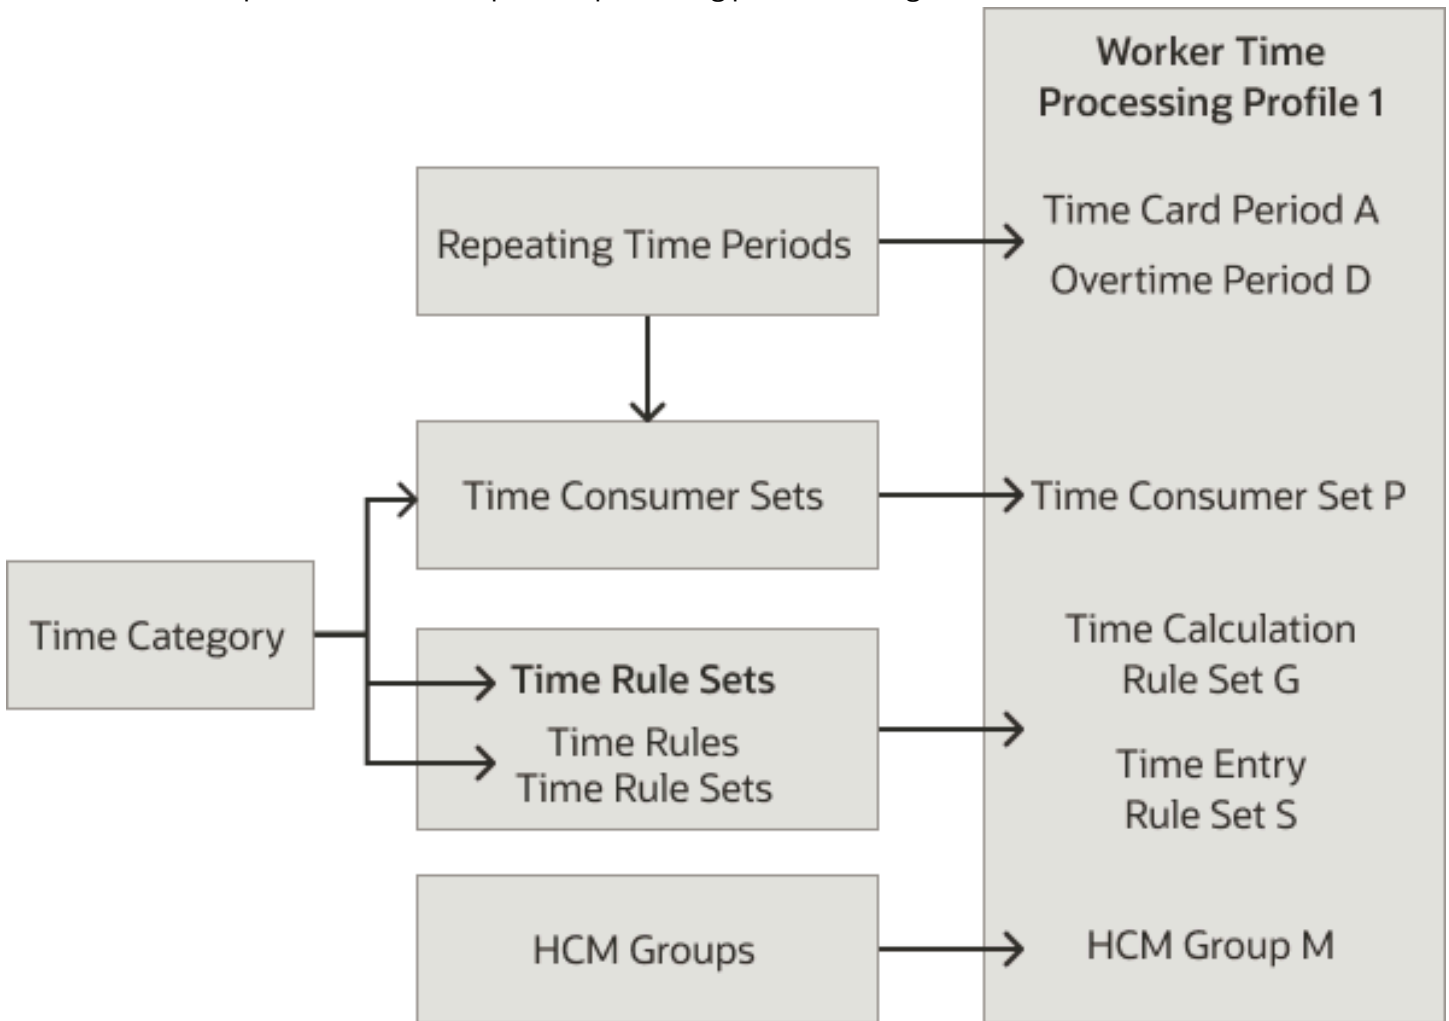 Worker Time
Processing Profile 1
Repeating Time Periods
Time Card Period A
Overtime Period D
Time Consumer Sets
Time Consumer Set P
Time Category
Time Rule Sets
Time Rules
Time Rule Sets
Time Calculation
Rule Set G
Time Entry
Rule Set S
HCM Groups
HCM Group M